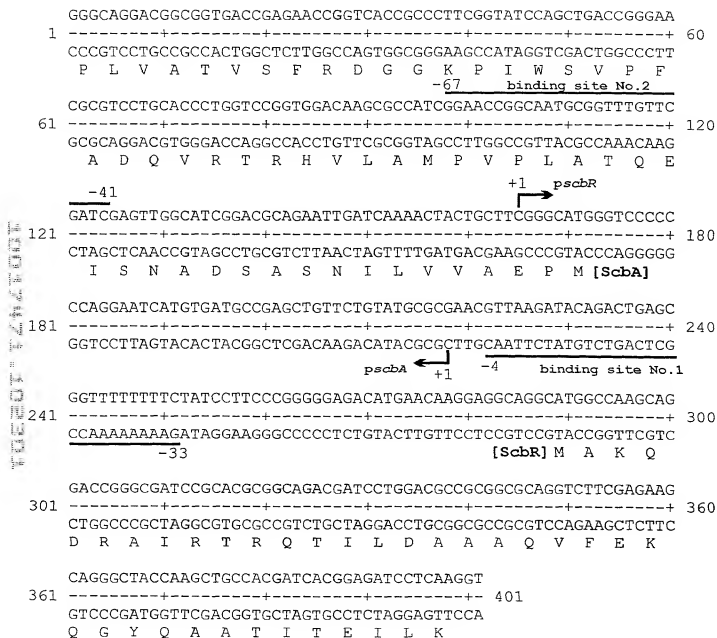 GGGCAGGACGGCGGTGACCGAGAACCGGTCACCGCCCTTCGGTATCCAGCTGACCGGGAA
1 ---------+---------+---------+---------+---------+---------+ 60
CCCGTCCTGCCGCCACTGGCTCTTGGCCAGTGGCGGGAAGCCATAGGTCGACTGGCCCTT
P L V A T V S F R D G G K P I W S V P F
-67 binding site No.2
CGCGTCCTGCACCCTGGTCCGGTGGACAAGCGCCATCGGAACCGGCAATGCGGTTTGTTC
61 ---------+---------+---------+---------+---------+---------+ 120
GCGCAGGACGTGGGACCAGGCCACCTGTTCGCGGTAGCCTTGGCCGTTACGCCAAACAAG
A D Q V R T R H V L A M P V P L A T Q E
-41 +1 pscbR
GATCGAGTTGGCATCGGACGCAGAATTGATCAAAACTACTGCTTCGGGCATGGGTCCCCC
121 ---------+---------+---------+---------+---------+---------+ 180
CTAGCTCAACCGTAGCCTGCGTCTTAACTAGTTTTGATGACGAAGCCCGTACCCAGGGGG
I S N A D S A S N I L V V A E P M [ScbA]
CCAGGAATCATGTGATGCCGAGCTGTTCTGTATGCGCGAACGTTAAGATACAGACTGAGC
181 ---------+---------+---------+---------+---------+---------+ 240
GGTCCTTAGTACACTACGGCTCGACAAGACATACGCGCTTGCAATTCTATGTCTGACTCG
pscbA +1 -4 binding site No.1
GGTTTTTTTTCTATCCTTCCCGGGGGAGACATGAACAAGGAGGCAGGCATGGCCAAGCAG
241 ---------+---------+---------+---------+---------+---------+ 300
CCAAAAAAAAGATAGGAAGGGCCCCCTCTGTACTTGTTCCTCCGTCCGTACCGGTTCGTC
-33 [ScbR] M A K Q
GACCGGGCGATCCGCACGCGGCAGACGATCCTGGACGCCGCGGCGCAGGTCTTCGAGAAG
301 ---------+---------+---------+---------+---------+---------+ 360
CTGGCCCGCTAGGCGTGCGCCGTCTGCTAGGACCTGCGGCGCCGCGTCCAGAAGCTCTTC
D R A I R T R Q T I L D A A A Q V F E K
CAGGGCTACCAAGCTGCCACGATCACGGAGATCCTCAAGGT
361 ---------+---------+---------+---------+- 401
GTCCCGATGGTTCGACGGTGCTAGTGCCTCTAGGAGTTCCA
Q G Y Q A A T I T E I L K